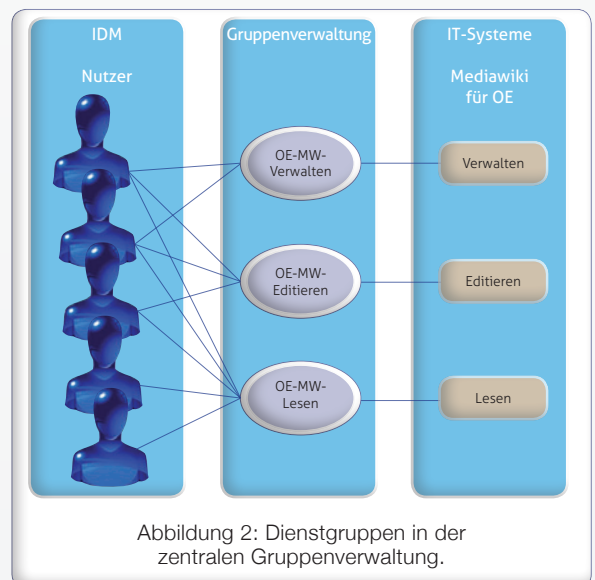 IDM
Nutzer
Gruppenverwaltung
OE-MW-
Verwalten
OE-MW-
Editieren
OE-MW-
Lesen
IT-Systeme
Mediawiki
für OE
Verwalten
Editieren
Lesen
Abbildung 2: Dienstgruppen in der
zentralen Gruppenverwaltung.